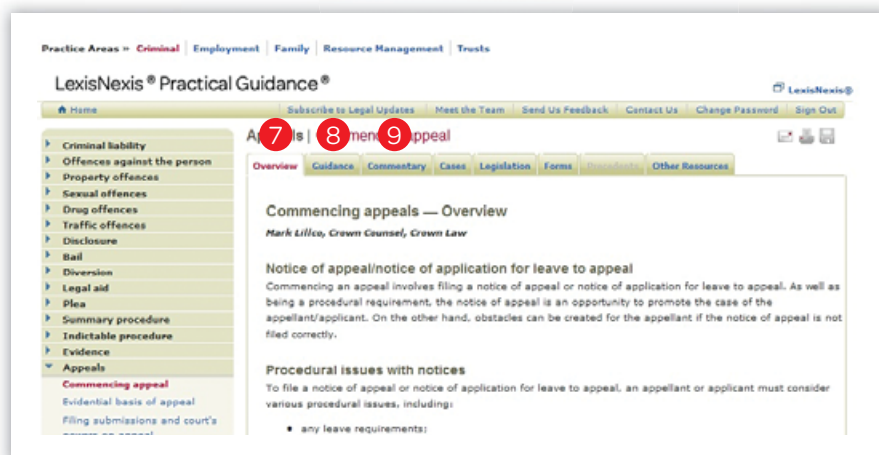 Practice Areas » Criminal | Employment | Family | Resource Management | Trusts
LexisNexis ® Practical Guidance ®
LexisNexis®
Home
Subscribe to Legal Updates | Meet the Team | Send Us Feedback | Contact Us | Change Password | Sign Out
7 8 9
Criminal liability
Offences against the person
Property offences
Sexual offences
Drug offences
Traffic offences
Disclosure
Bail
Diversion
Legal aid
Plea
Summary procedure
Indictable procedure
Evidence
Appeals
Commencing appeal
Evidential basis of appeal
Filing submissions and court's
appeal
Overview Guidance Commentary Cases Legislation Forms Precedents Other Resources
Commencing appeals — Overview
Mark Lillco, Crown Counsel, Crown Law
Notice of appeal/notice of application for leave to appeal
Commencing an appeal involves filing a notice of appeal or notice of application for leave to appeal. As well as
being a procedural requirement, the notice of appeal is an opportunity to promote the case of the
appellant/applicant. On the other hand, obstacles can be created for the appellant if the notice of appeal is not
filed correctly.
Procedural issues with notices
To file a notice of appeal or notice of application for leave to appeal, an appellant or applicant must consider
various procedural issues, including:
• any leave requirements;